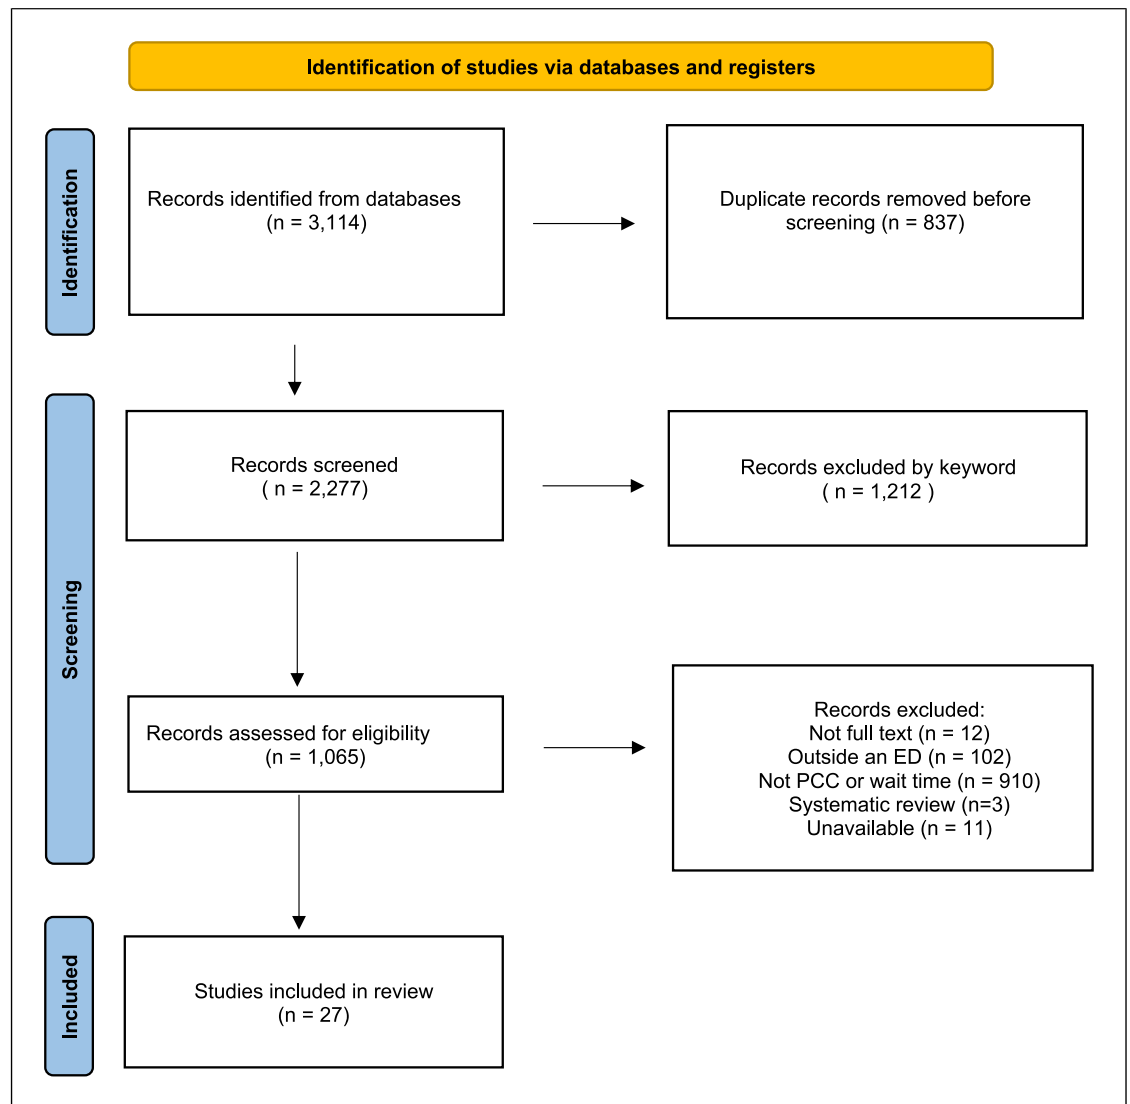 Identification of studies via databases and registers
Identification
Records identified from databases
(n = 3,114)
Duplicate records removed before
screening (n = 837)
Screening
Records screened
( n = 2,277)
Records excluded by keyword
( n = 1,212 )
Records assessed for eligibility
(n = 1,065)
Records excluded:
Not full text (n = 12)
Outside an ED (n = 102)
Not PCC or wait time (n = 910)
Systematic review (n=3)
Unavailable (n = 11)
Included
Studies included in review
(n = 27)